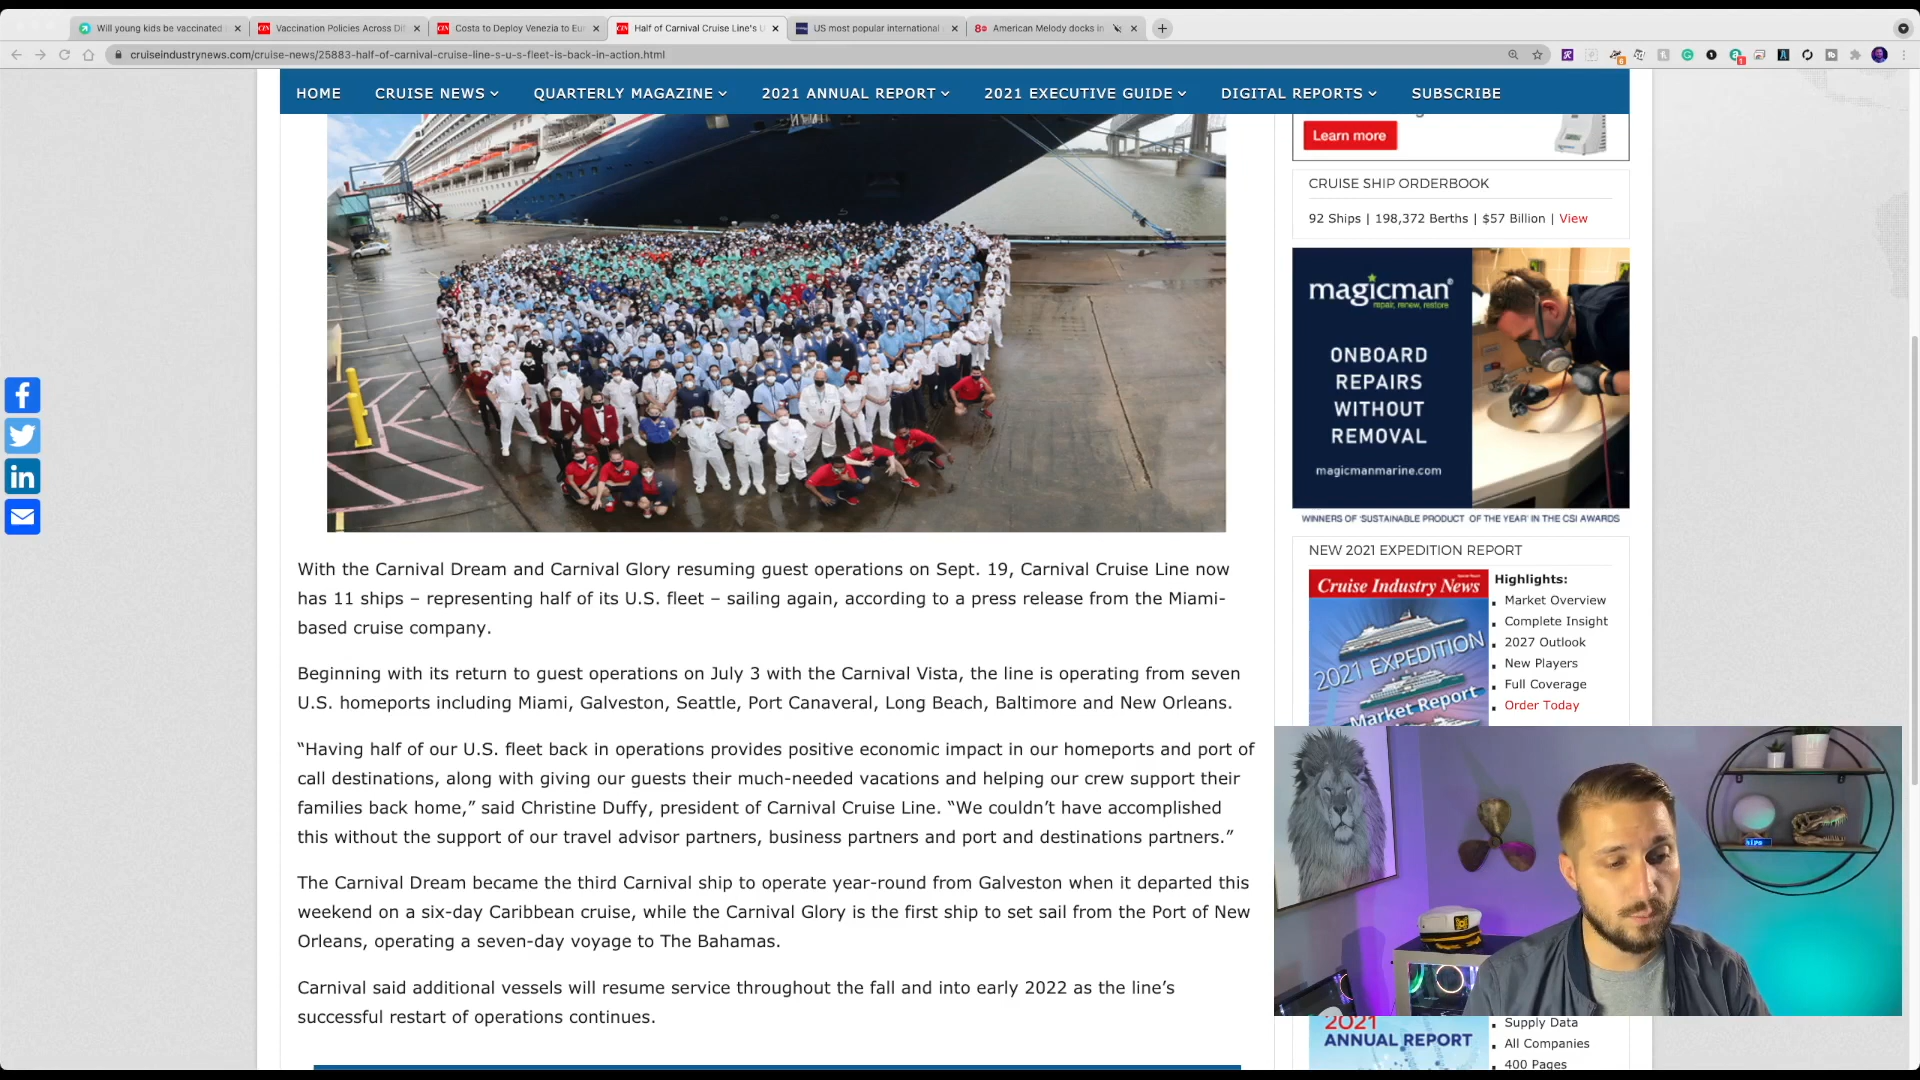 Will young kids be vaccinated
Vaccination Policies Across Di
Costa to Deploy Venezia to Eur
Half of Carnival Cruise Line's U
US most popular international
American Melody docks in
cruiseindustrynews.com/cruise-news/25883-half-of-carnival-cruise-line-s-u-s-fleet-is-back-in-action.html
HOME CRUISE NEWS QUARTERLY MAGAZINE 2021 ANNUAL REPORT 2021 EXECUTIVE GUIDE DIGITAL REPORTS SUBSCRIBE
Learn more
CRUISE SHIP ORDERBOOK
92 Ships | 198,372 Berths | $57 Billion | View
magicman
repair, renew, restore
ONBOARD
REPAIRS
WITHOUT
REMOVAL
magicmanmarine.com
WINNERS OF 'SUSTAINABLE PRODUCT OF THE YEAR' IN THE CSI AWARDS
With the Carnival Dream and Carnival Glory resuming guest operations on Sept. 19, Carnival Cruise Line now
has 11 ships – representing half of its U.S. fleet – sailing again, according to a press release from the Miami-
based cruise company.
Beginning with its return to guest operations on July 3 with the Carnival Vista, the line is operating from seven
U.S. homeports including Miami, Galveston, Seattle, Port Canaveral, Long Beach, Baltimore and New Orleans.
“Having half of our U.S. fleet back in operations provides positive economic impact in our homeports and port of
call destinations, along with giving our guests their much-needed vacations and helping our crew support their
families back home,” said Christine Duffy, president of Carnival Cruise Line. “We couldn’t have accomplished
this without the support of our travel advisor partners, business partners and port and destinations partners.”
The Carnival Dream became the third Carnival ship to operate year-round from Galveston when it departed this
weekend on a six-day Caribbean cruise, while the Carnival Glory is the first ship to set sail from the Port of New
Orleans, operating a seven-day voyage to The Bahamas.
Carnival said additional vessels will resume service throughout the fall and into early 2022 as the line’s
successful restart of operations continues.
NEW 2021 EXPEDITION REPORT
Cruise Industry News
2021 EXPEDITION
Market Report
Highlights:
Market Overview
Complete Insight
2027 Outlook
New Players
Full Coverage
Order Today
2021
ANNUAL REPORT
Supply Data
All Companies
400 Pages